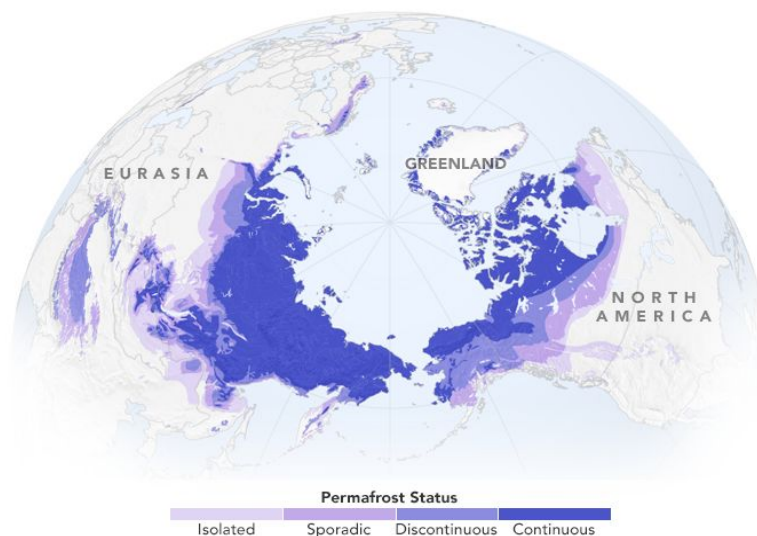 EURASIA
GREENLAND
NORTH
AMERICA
Permafrost Status
Isolated Sporadic Discontinuous Continuous